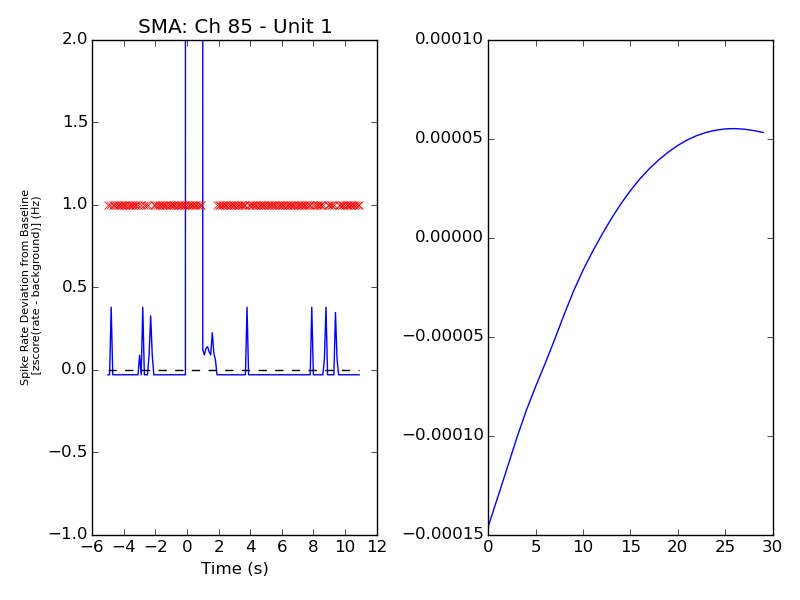 SMA: Ch 85 - Unit 1
2.0
1.5
1.0
0.5
0.0
−0.5
−1.0
Spike Rate Deviation from Baseline
[zscore(rate - background)] (Hz)
−6 −4 −2 0 2 4 6 8 10 12
Time (s)
0.00010
0.00005
0.00000
−0.00005
−0.00010
−0.00015
0 5 10 15 20 25 30